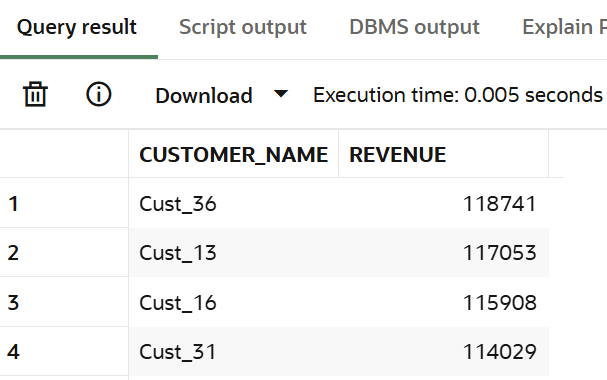 Query result Script output DBMS output Explain P
Download Execution time: 0.005 seconds
CUSTOMER_NAME REVENUE
1 Cust_36 118741
2 Cust_13 117053
3 Cust_16 115908
4 Cust_31 114029